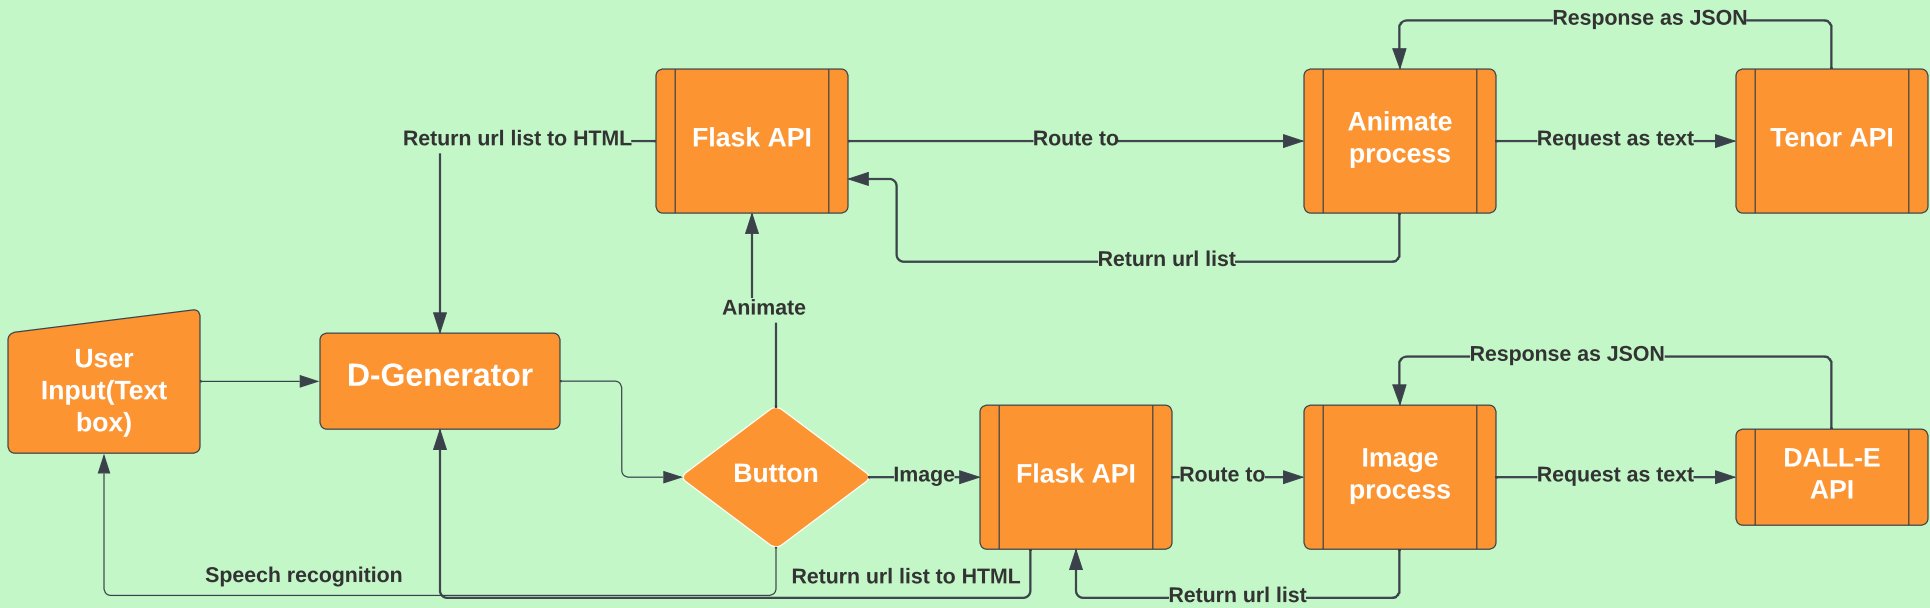 Response as JSON
Return url list to HTML
Flask API
Route to
Animate
process
Request as text
Tenor API
Return url list
Animate
User
Input(Text
box)
D-Generator
Response as JSON
Button
Image
Flask API
Route to
Image
process
Request as text
DALL-E
API
Speech recognition
Return url list to HTML
Return url list